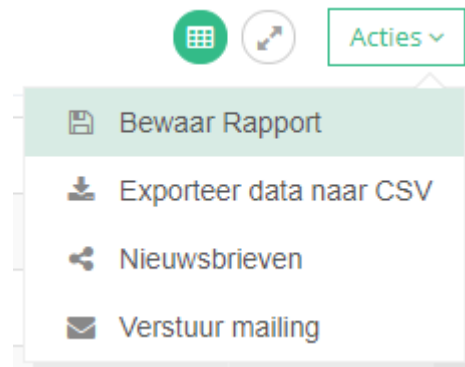 Acties
Bewaar Rapport
Exporteer data naar CSV
Nieuwsbrieven
Verstuur mailing